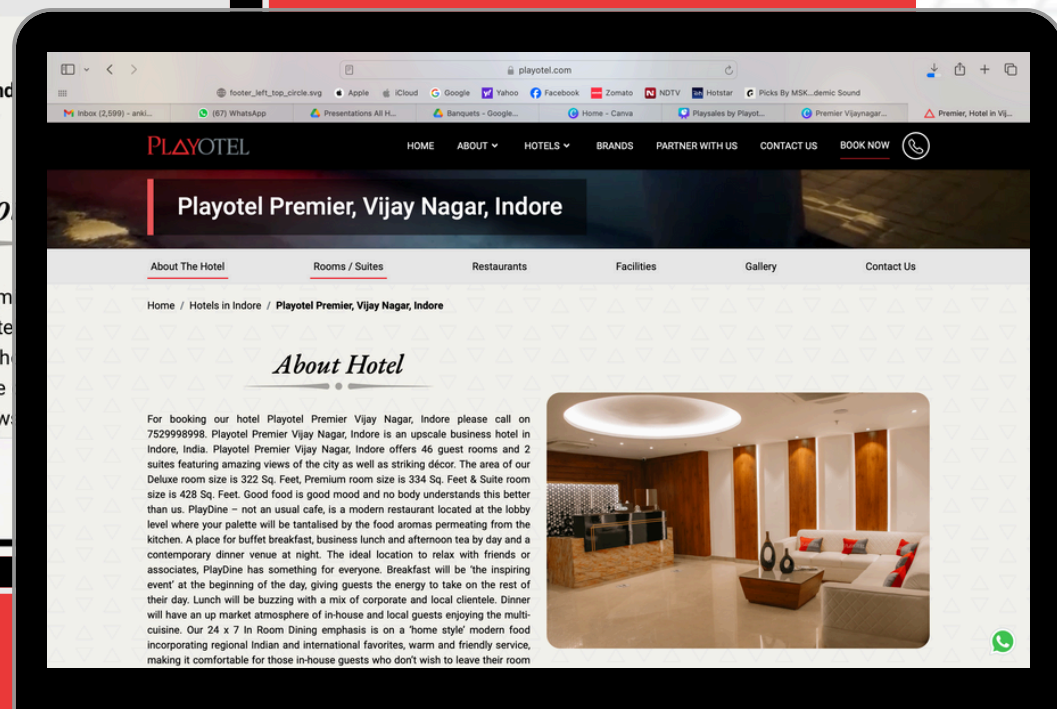 playotel.com
footer_left_top_circle.svg Apple iCloud Google Yahoo Facebook Zomato NDTV Hotstar Picks By MSK...demic Sound
Inbox (2,599) - anki... (67) WhatsApp Presentations All H... Banquets - Google... Home - Canva Playsales by Playot... Premier Vijaynagar... Premier, Hotel in Vij...
PLAYOTEL HOME ABOUT HOTELS BRANDS PARTNER WITH US CONTACT US BOOK NOW
Playotel Premier, Vijay Nagar, Indore
About The Hotel Rooms / Suites Restaurants Facilities Gallery Contact Us
Home / Hotels in Indore / Playotel Premier, Vijay Nagar, Indore
About Hotel
For booking our hotel Playotel Premier Vijay Nagar, Indore please call on
7529998998. Playotel Premier Vijay Nagar, Indore is an upscale business hotel in
Indore, India. Playotel Premier Vijay Nagar, Indore offers 46 guest rooms and 2
suites featuring amazing views of the city as well as striking décor. The area of our
Deluxe room size is 322 Sq. Feet, Premium room size is 334 Sq. Feet & Suite room
size is 428 Sq. Feet. Good food is good mood and no body understands this better
than us. PlayDine – not an usual cafe, is a modern restaurant located at the lobby
level where your palette will be tantalised by the food aromas permeating from the
kitchen. A place for buffet breakfast, business lunch and afternoon tea by day and a
contemporary dinner venue at night. The ideal location to relax with friends or
associates, PlayDine has something for everyone. Breakfast will be 'the inspiring
event' at the beginning of the day, giving guests the energy to take on the rest of
their day. Lunch will be buzzing with a mix of corporate and local clientele. Dinner
will have an up market atmosphere of in-house and local guests enjoying the multi-
cuisine. Our 24 x 7 In Room Dining emphasis is on a 'home style' modern food
incorporating regional Indian and international favorites, warm and friendly service,
making it comfortable for those in-house guests who don't wish to leave their room